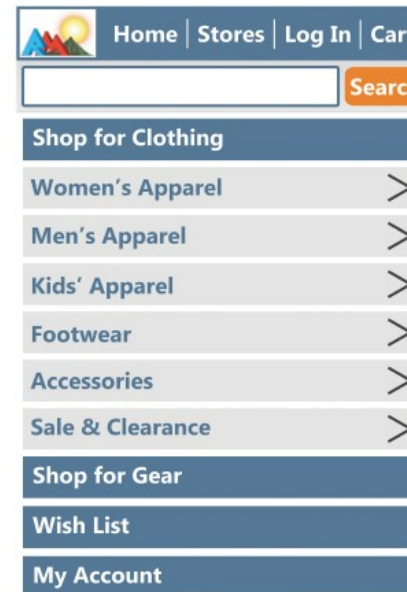 Home | Stores | Log In | Car
Searc
Shop for Clothing
Women's Apparel >
Men's Apparel >
Kids' Apparel >
Footwear >
Accessories >
Sale & Clearance >
Shop for Gear
Wish List
My Account